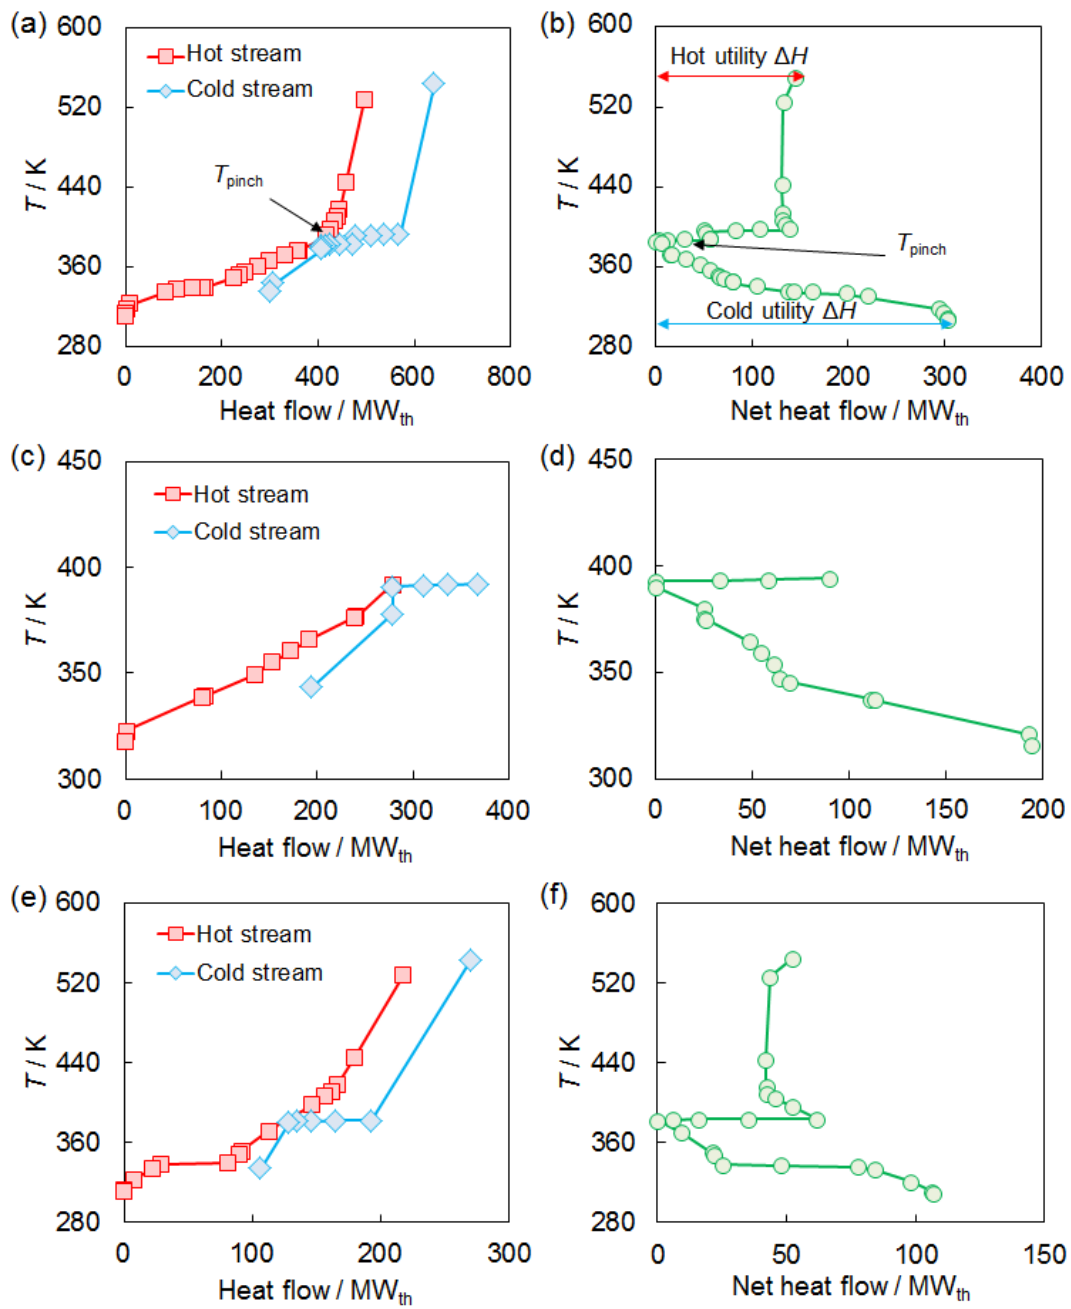 (a)
600
520
440
360
280
T / K
Hot stream
Cold stream
Tpinch
0 200 400 600 800
Heat flow / MWth
(b)
600
520
440
360
280
T / K
Hot utility ΔH
Tpinch
Cold utility ΔH
0 100 200 300 400
Net heat flow / MWth
(c)
450
400
350
300
T / K
Hot stream
Cold stream
0 100 200 300 400
Heat flow / MWth
(d)
450
400
350
300
T / K
0 50 100 150 200
Net heat flow / MWth
(e)
600
520
440
360
280
T / K
Hot stream
Cold stream
0 100 200 300
Heat flow / MWth
(f)
600
520
440
360
280
T / K
0 50 100 150
Net heat flow / MWth